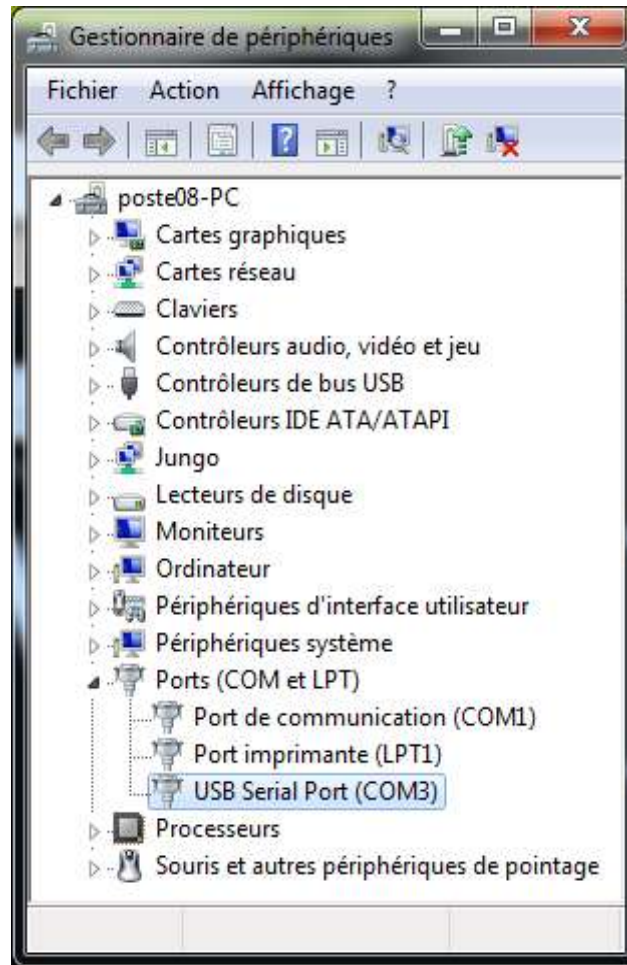 Gestionnaire de périphériques
Fichier Action Affichage ?
poste08-PC
Cartes graphiques
Cartes réseau
Claviers
Contrôleurs audio, vidéo et jeu
Contrôleurs de bus USB
Contrôleurs IDE ATA/ATAPI
Jungo
Lecteurs de disque
Moniteurs
Ordinateur
Périphériques d'interface utilisateur
Périphériques système
Ports (COM et LPT)
Port de communication (COM1)
Port imprimante (LPT1)
USB Serial Port (COM3)
Processeurs
Souris et autres périphériques de pointage